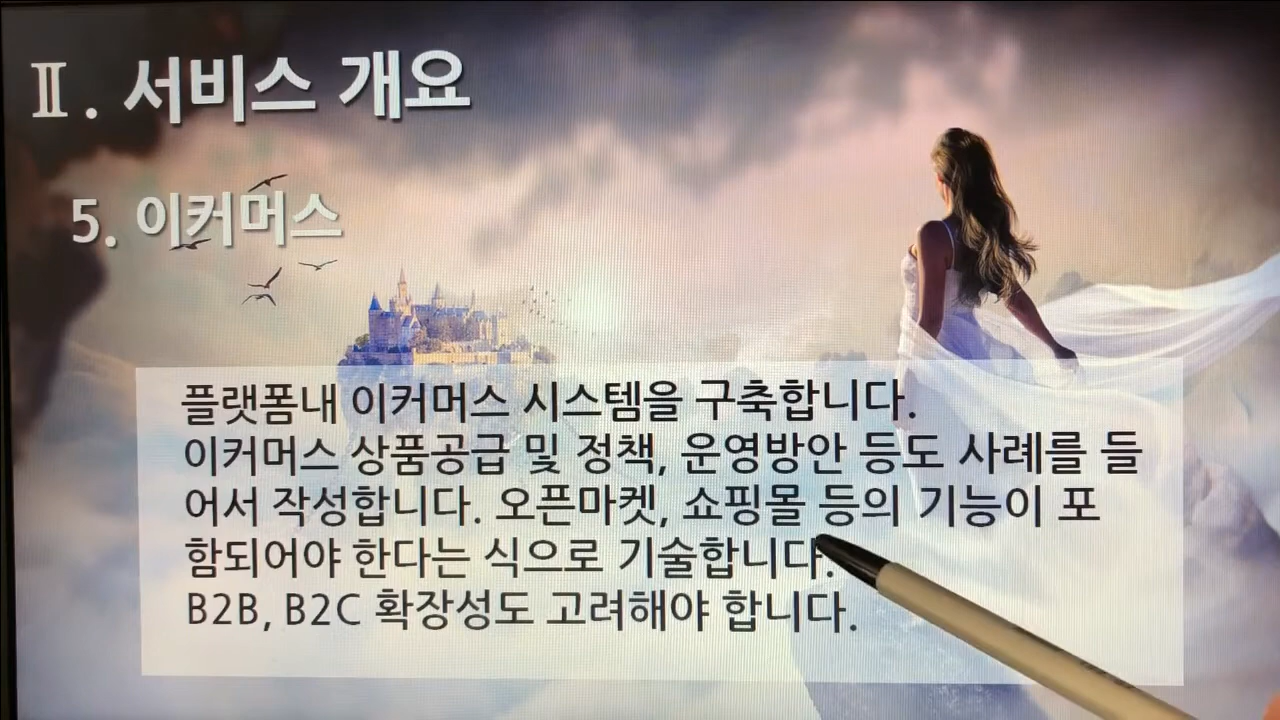 Ⅱ. 서비스 개요
5. 이커머스
플랫폼내 이커머스 시스템을 구축합니다.
이커머스 상품공급 및 정책, 운영방안 등도 사례를 들
어서 작성합니다. 오픈마켓, 쇼핑몰 등의 기능이 포
함되어야 한다는 식으로 기술합니다.
B2B, B2C 확장성도 고려해야 합니다.